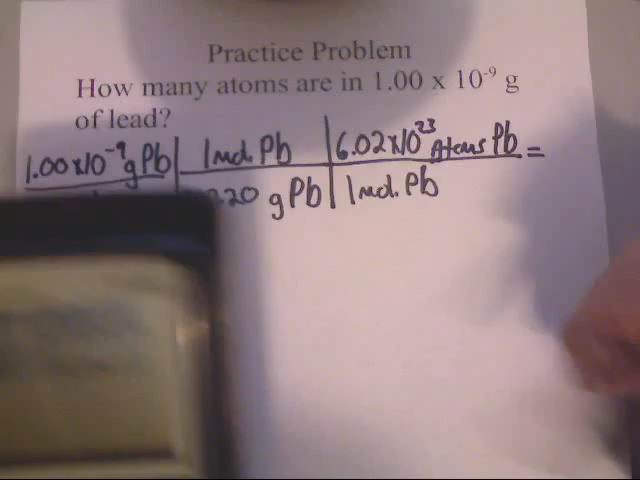 Practice Problem
How many atoms are in 1.00 x 10⁻⁹ g
of lead?
1.00x10⁻⁹ g Pb | 1 mol. Pb | 6.02x10²³ Atoms Pb =
.20 g Pb | 1 mol. Pb